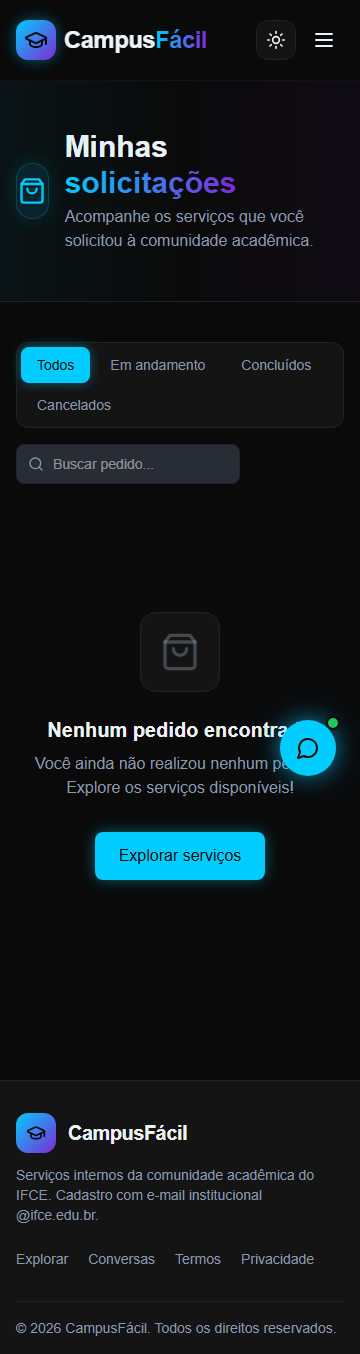 CampusFácil
Minhas
solicitações
Acompanhe os serviços que você
solicitou à comunidade acadêmica.
Todos
Em andamento
Concluídos
Cancelados
Buscar pedido...
Nenhum pedido
Você ainda não realizou nenhum
Explore os serviços disponíveis!
Explorar serviços
CampusFácil
Serviços internos da comunidade acadêmica do
IFCE. Cadastro com e-mail institucional
@ifce.edu.br.
Explorar
Conversas
Termos
Privacidade
© 2026 CampusFácil. Todos os direitos reservados.